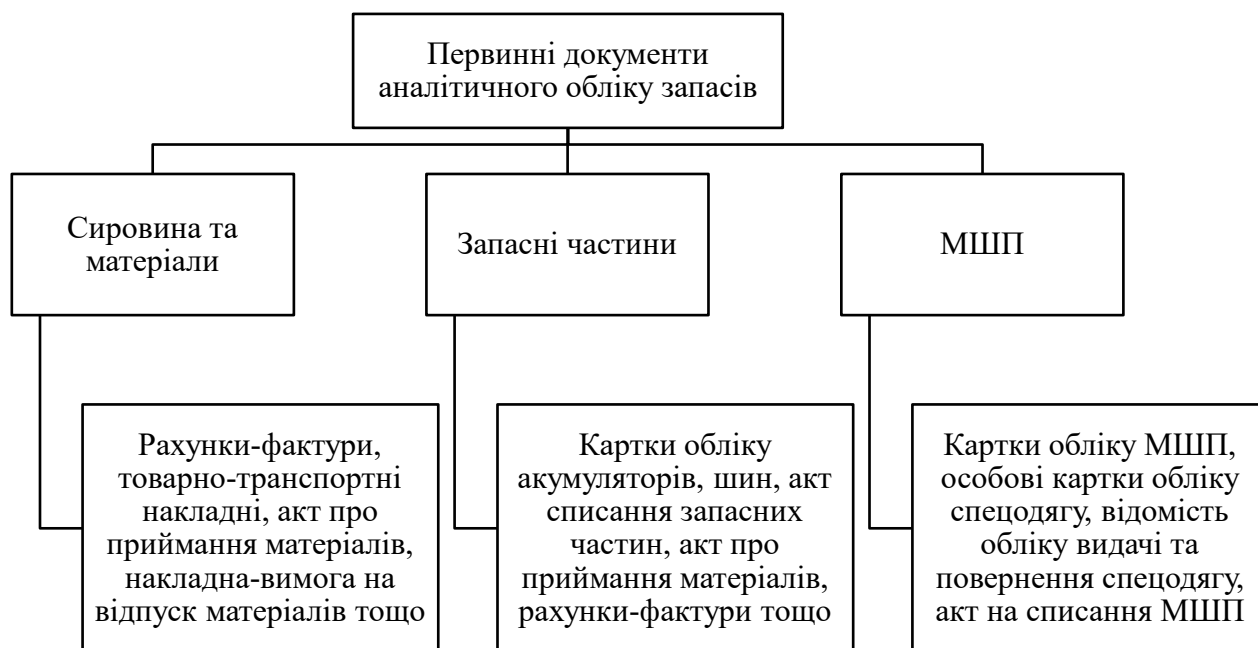 Первинні документи
аналітичного обліку запасів
Сировина та
матеріали
Запасні частини
МШП
Рахунки-фактури,
товарно-транспортні
накладні, акт про
приймання матеріалів,
накладна-вимога на
відпуск матеріалів тощо
Картки обліку
акумуляторів, шин, акт
списання запасних
частин, акт про
приймання матеріалів,
рахунки-фактури тощо
Картки обліку МШП,
особові картки обліку
спецодягу, відомість
обліку видачі та
повернення спецодягу,
акт на списання МШП